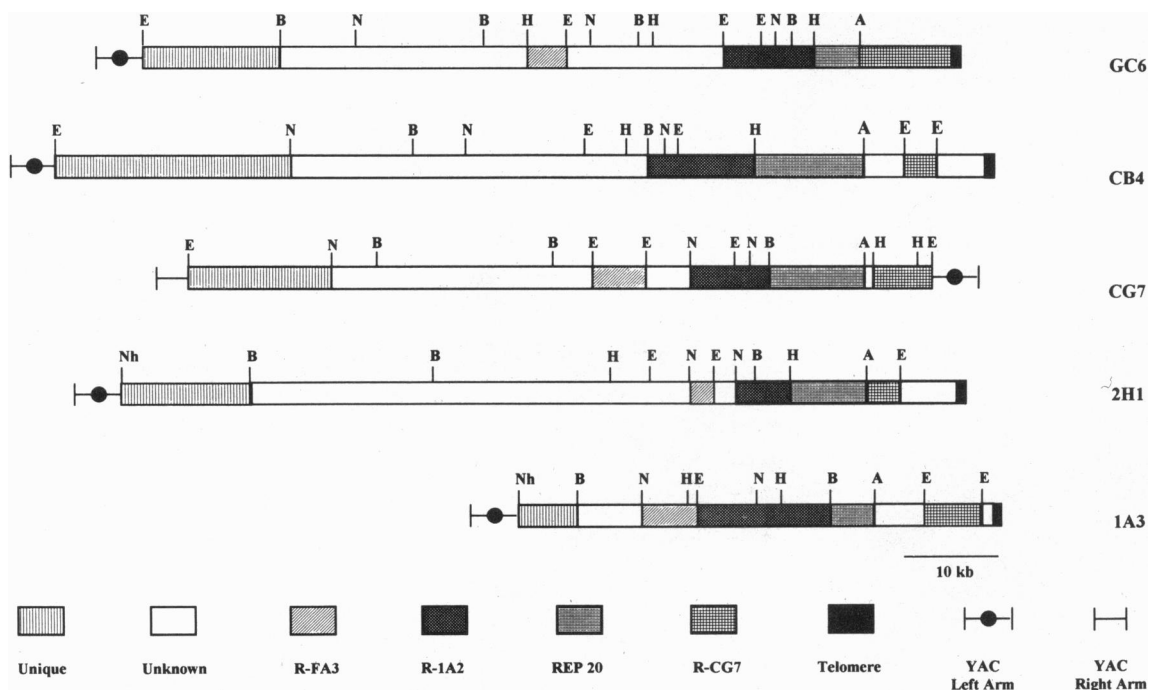 E B N B H E N B H E E N B H A
GC6
E N B N E H B N E H A E E
CB4
E N B B E E N E N B A H H E
CG7
Nh B B H E N E N B H A E
2H1
Nh B N H E N H B A E E
1A3
10 kb
Unique Unknown R-FA3 R-1A2 REP 20 R-CG7 Telomere YAC YAC
Left Arm Right Arm